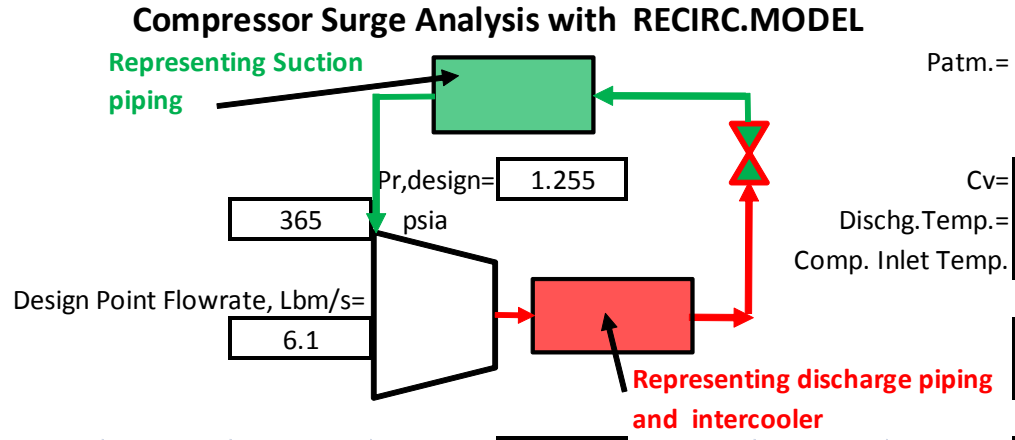 Compressor Surge Analysis with RECIRC.MODEL
Representing Suction
piping
Patm.=
Pr,design= 1.255
Cv=
365 psia
Dischg.Temp.=
Comp. Inlet Temp.
Design Point Flowrate, Lbm/s=
6.1
Representing discharge piping
and intercooler